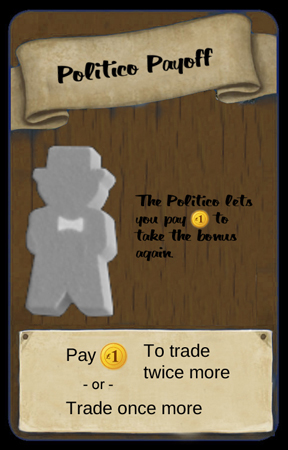 Politico Payoff
The Politico lets
you pay 1 to
take the bonus
again.
Pay 1 To trade
twice more
- or -
Trade once more